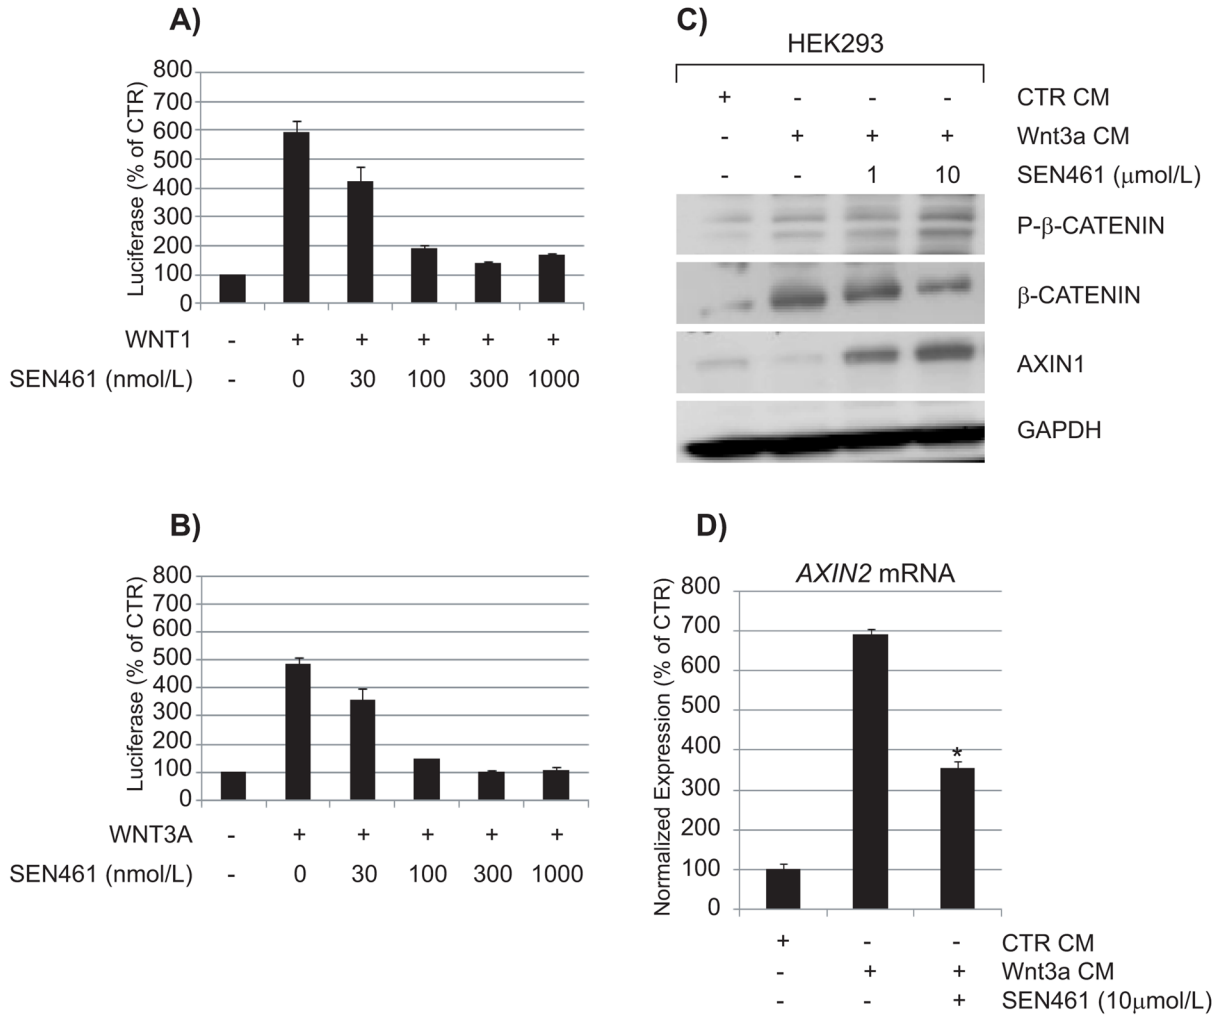 A)
Luciferase (% of CTR)
800
700
600
500
400
300
200
100
0
WNT1 - + + + + +
SEN461 (nmol/L) - 0 30 100 300 1000
B)
Luciferase (% of CTR)
800
700
600
500
400
300
200
100
0
WNT3A - + + + + +
SEN461 (nmol/L) - 0 30 100 300 1000
C)
HEK293
+ - - - CTR CM
- + + + Wnt3a CM
- - 1 10 SEN461 (μmol/L)
P-β-CATENIN
β-CATENIN
AXIN1
GAPDH
D)
AXIN2 mRNA
Normalized Expression (% of CTR)
800
700
600
500
400
300
200
100
0
*
+ - - CTR CM
- + + Wnt3a CM
- - + SEN461 (10μmol/L)